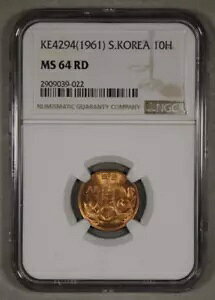 KE4294(1961) S.KOREA 10H
MS 64 RD
2909039-022
NUMISMATIC GUARANTY COMPANY
NGC